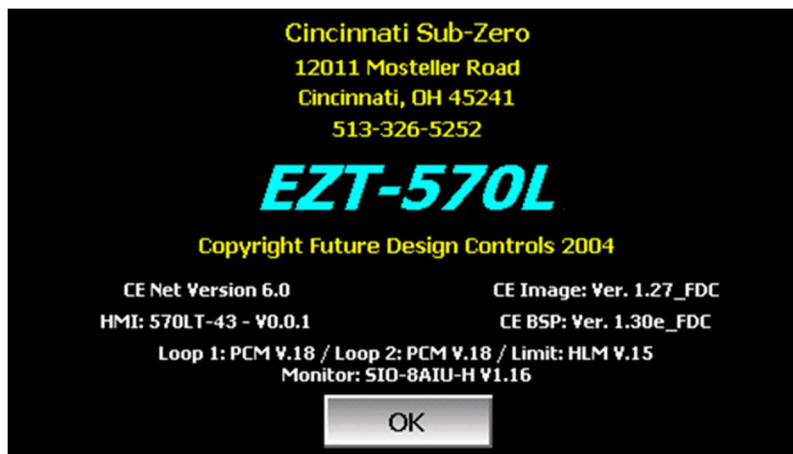 Cincinnati Sub-Zero
12011 Mosteller Road
Cincinnati, OH 45241
513-326-5252
EZT-570L
Copyright Future Design Controls 2004
CE Net Version 6.0
CE Image: Ver. 1.27_FDC
HMI: 570LT-43 - V0.0.1
CE BSP: Ver. 1.30e_FDC
Loop 1: PCM V.18 / Loop 2: PCM V.18 / Limit: HLM V.15
Monitor: SIO-8AIU-H V1.16
OK